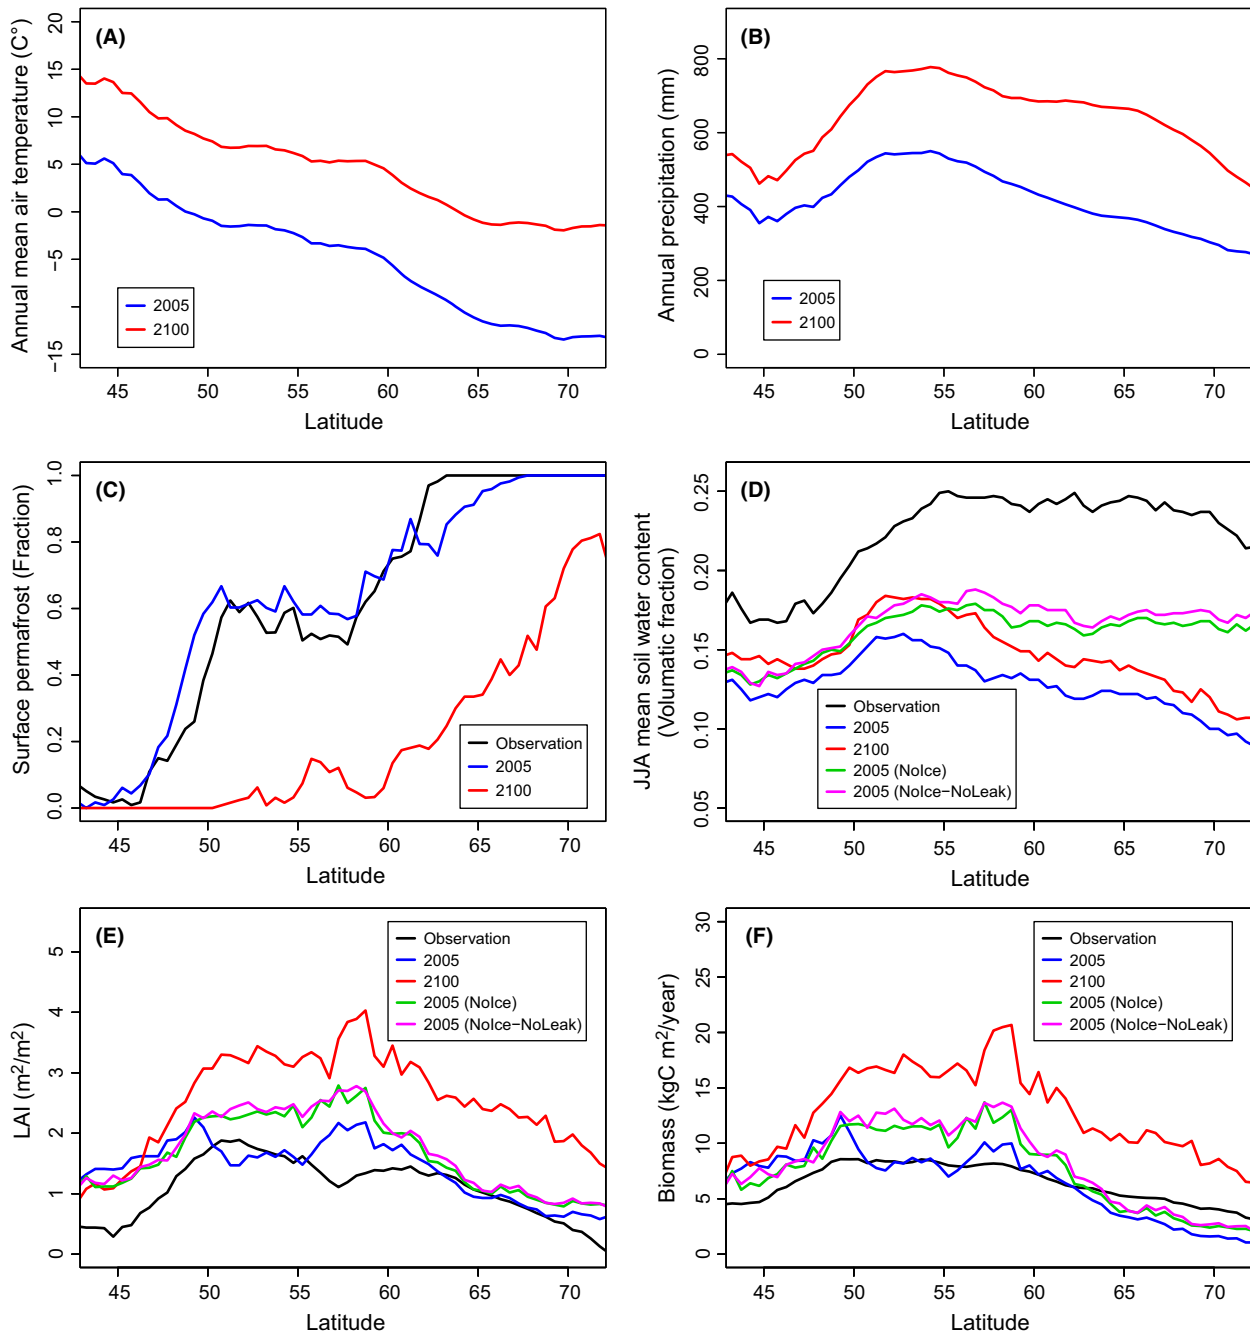 (A)
Annual mean air temperature (C°)
20
15
10
5
0
−5
−15
45 50 55 60 65 70
Latitude
2005
2100
(B)
Annual precipitation (mm)
800
600
400
200
0
45 50 55 60 65 70
Latitude
2005
2100
(C)
Surface permafrost (Fraction)
1.0
0.8
0.6
0.4
0.2
0.0
45 50 55 60 65 70
Latitude
Observation
2005
2100
(D)
JJA mean soil water content
(Volumatic fraction)
0.25
0.20
0.15
0.10
0.05
45 50 55 60 65 70
Latitude
Observation
2005
2100
2005 (NoIce)
2005 (NoIce−NoLeak)
(E)
LAI (m²/m²)
5
4
3
2
1
0
45 50 55 60 65 70
Latitude
Observation
2005
2100
2005 (NoIce)
2005 (NoIce−NoLeak)
(F)
Biomass (kgC m²/year)
30
25
20
15
10
5
0
45 50 55 60 65 70
Latitude
Observation
2005
2100
2005 (NoIce)
2005 (NoIce−NoLeak)